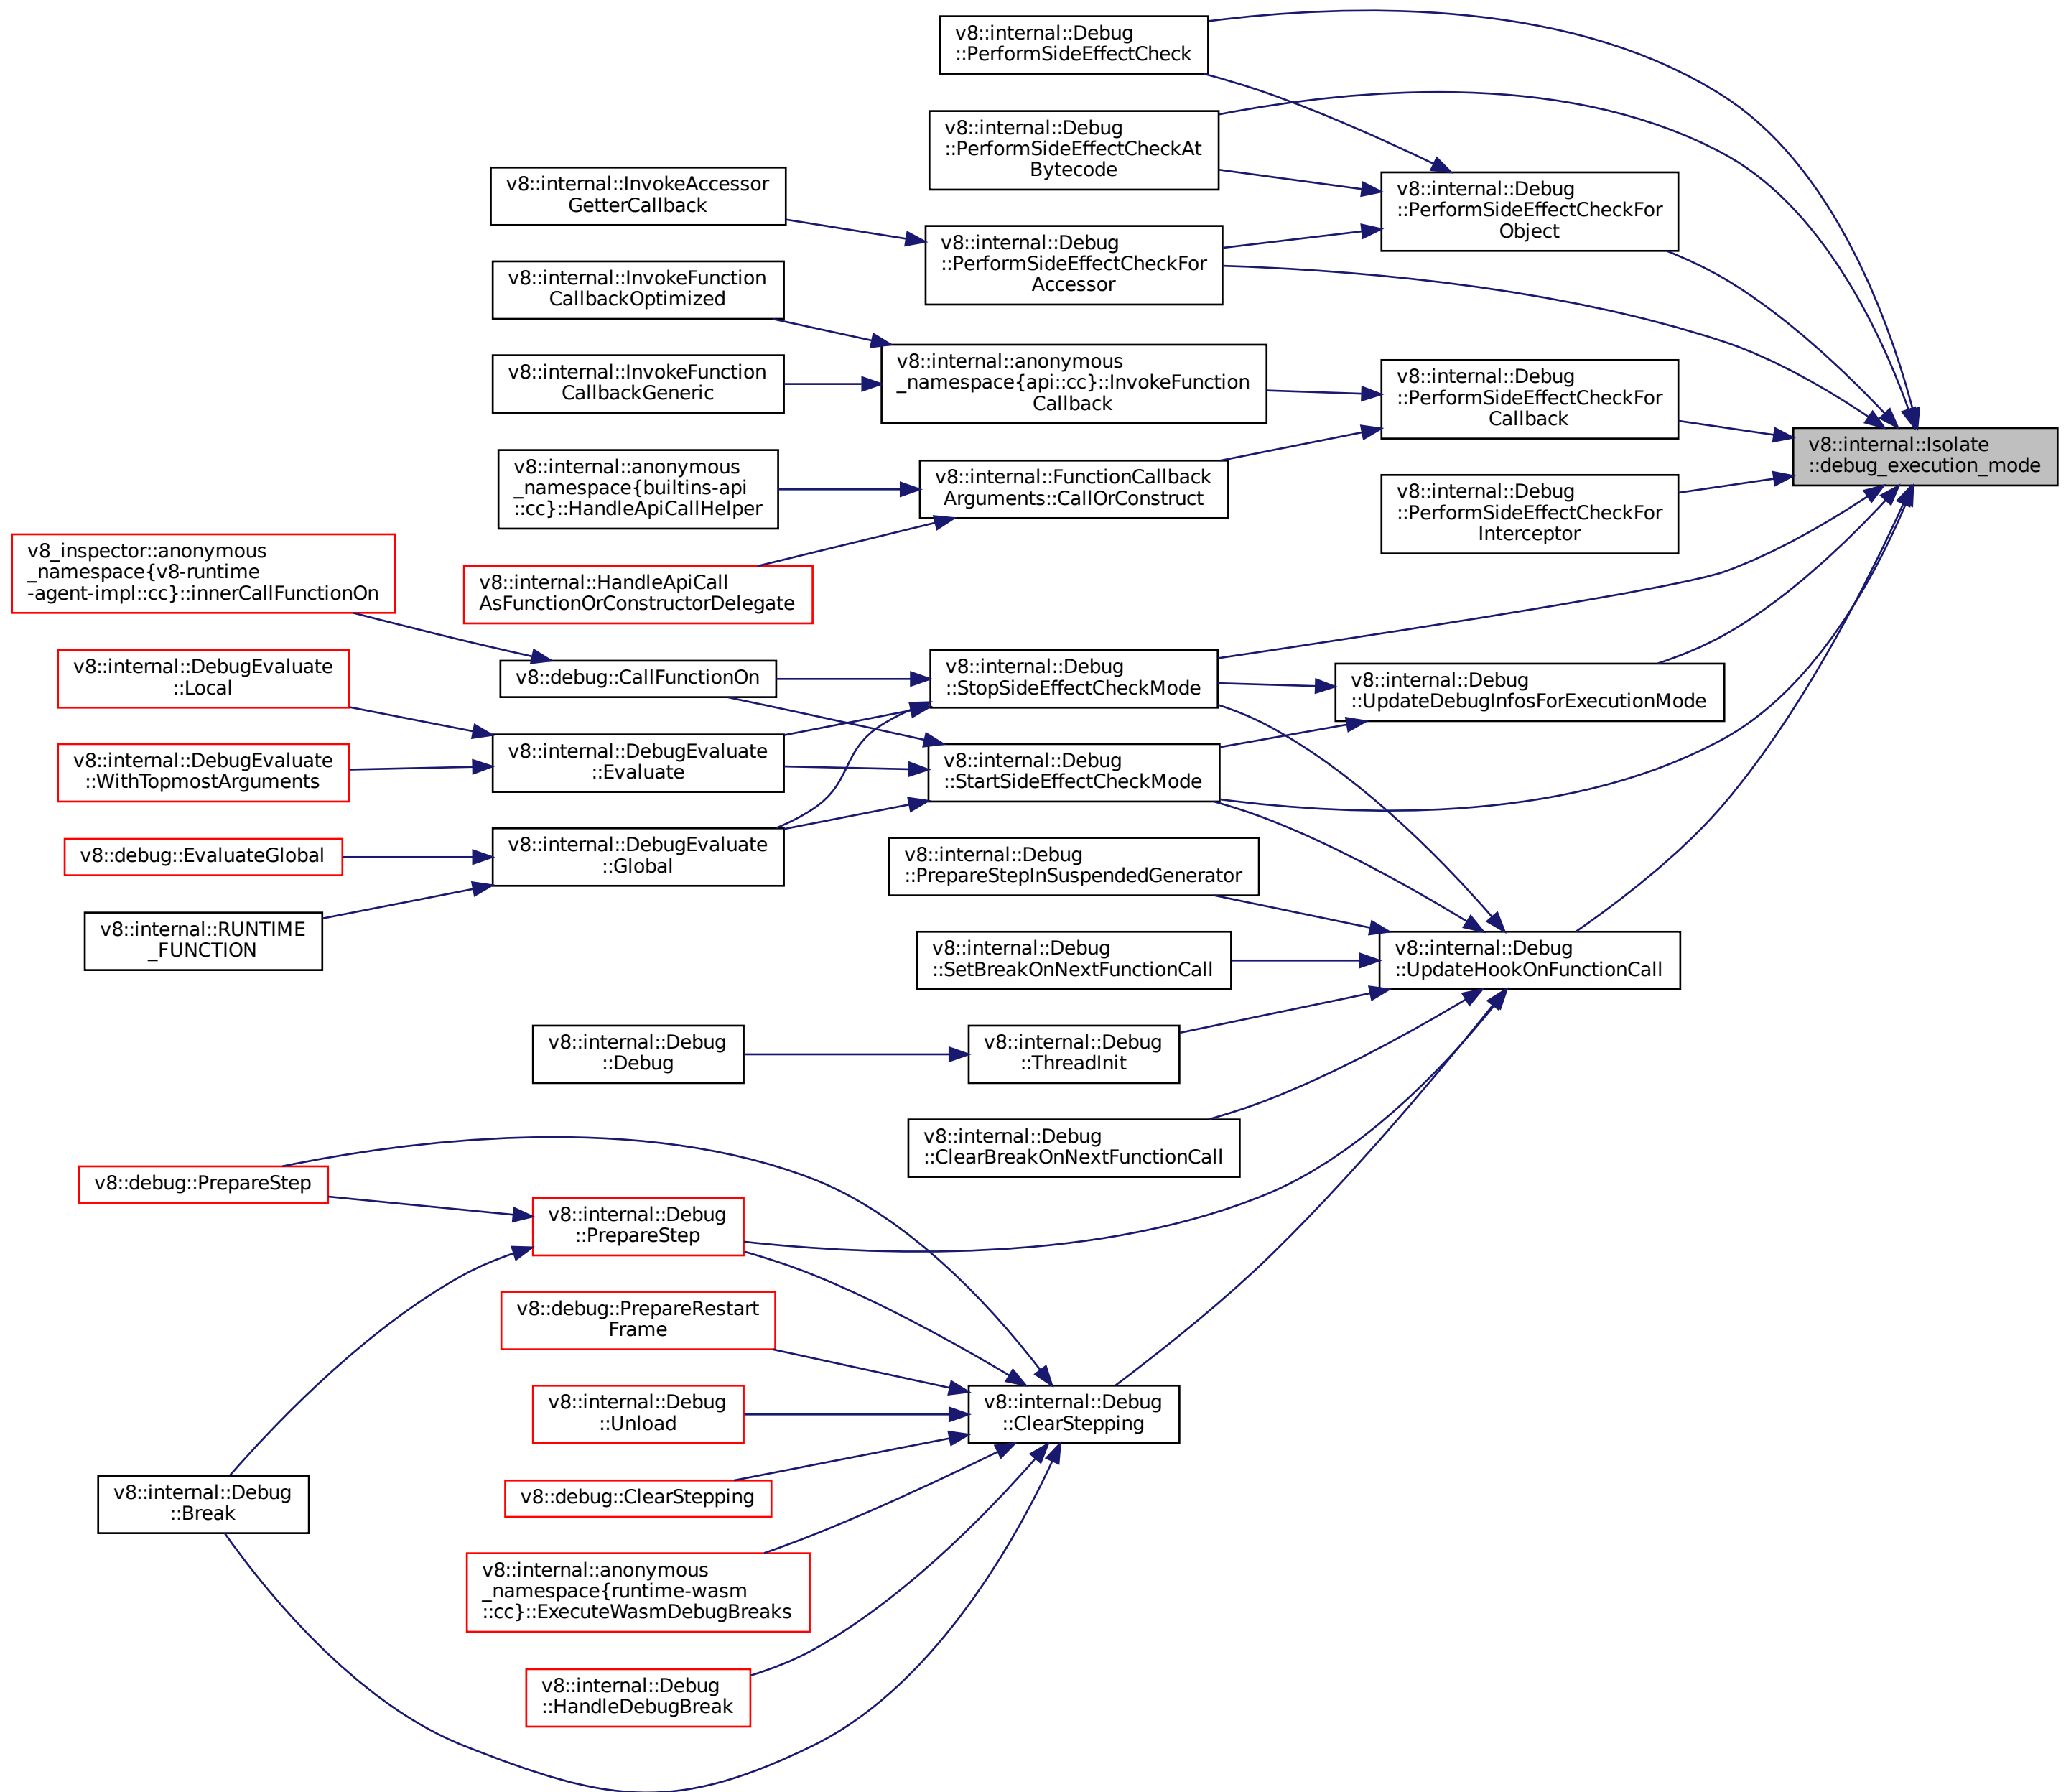 v8::internal::Debug
::PerformSideEffectCheck
v8::internal::Debug
::PerformSideEffectCheckAt
Bytecode
v8::internal::InvokeAccessor
GetterCallback
v8::internal::Debug
::PerformSideEffectCheckFor
Object
v8::internal::Debug
::PerformSideEffectCheckFor
Accessor
v8::internal::InvokeFunction
CallbackOptimized
v8::internal::InvokeFunction
CallbackGeneric
v8::internal::anonymous
_namespace{api::cc}::InvokeFunction
Callback
v8::internal::Debug
::PerformSideEffectCheckFor
Callback
v8::internal::Isolate
::debug_execution_mode
v8::internal::anonymous
_namespace{builtins-api
::cc}::HandleApiCallHelper
v8::internal::FunctionCallback
Arguments::CallOrConstruct
v8::internal::Debug
::PerformSideEffectCheckFor
Interceptor
v8_inspector::anonymous
_namespace{v8-runtime
-agent-impl::cc}::innerCallFunctionOn
v8::internal::HandleApiCall
AsFunctionOrConstructorDelegate
v8::internal::DebugEvaluate
::Local
v8::debug::CallFunctionOn
v8::internal::Debug
::StopSideEffectCheckMode
v8::internal::Debug
::UpdateDebugInfosForExecutionMode
v8::internal::DebugEvaluate
::WithTopmostArguments
v8::internal::DebugEvaluate
::Evaluate
v8::internal::Debug
::StartSideEffectCheckMode
v8::debug::EvaluateGlobal
v8::internal::DebugEvaluate
::Global
v8::internal::Debug
::PrepareStepInSuspendedGenerator
v8::internal::RUNTIME
_FUNCTION
v8::internal::Debug
::SetBreakOnNextFunctionCall
v8::internal::Debug
::UpdateHookOnFunctionCall
v8::internal::Debug
::Debug
v8::internal::Debug
::ThreadInit
v8::internal::Debug
::ClearBreakOnNextFunctionCall
v8::debug::PrepareStep
v8::internal::Debug
::PrepareStep
v8::debug::PrepareRestart
Frame
v8::internal::Debug
::Unload
v8::internal::Debug
::ClearStepping
v8::internal::Debug
::Break
v8::debug::ClearStepping
v8::internal::anonymous
_namespace{runtime-wasm
::cc}::ExecuteWasmDebugBreaks
v8::internal::Debug
::HandleDebugBreak